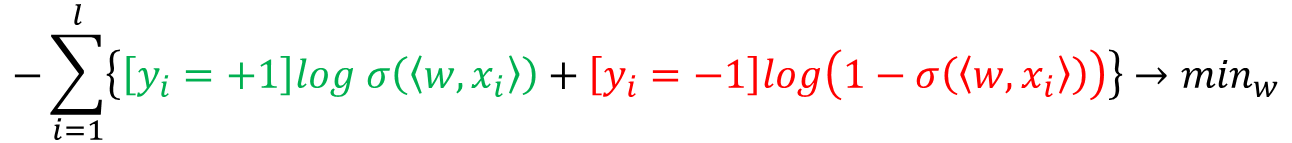 − ∑_{i=1}^{l} {[y_i = +1]log σ(⟨w, x_i⟩) + [y_i = −1]log(1 − σ(⟨w, x_i⟩))} → min_w